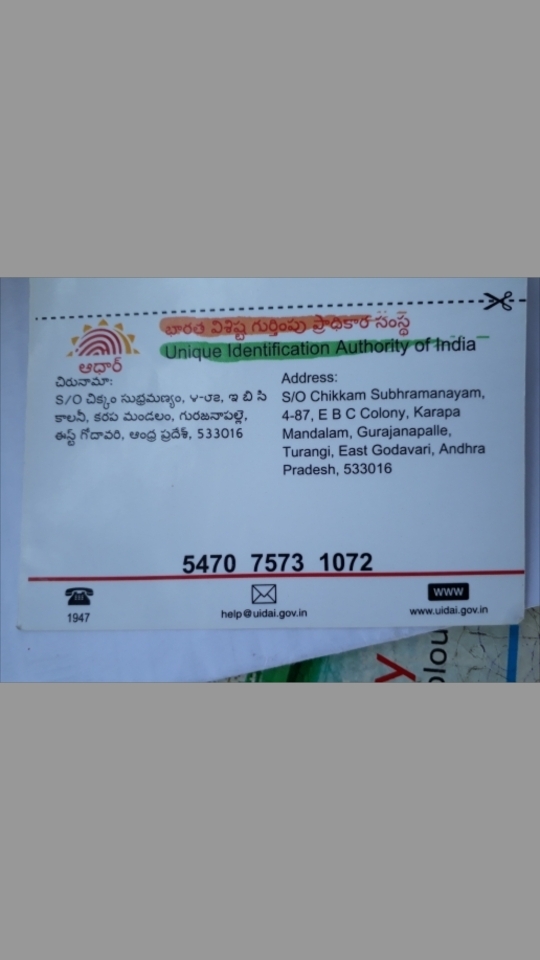 భారత విశిష్ట గుర్తింపు ప్రాధికార సంస్థ
Unique Identification Authority of India
ఆధార్
చిరునామా:
S/O చిక్కం సుభ్రమణ్యం, ౪-౮౭, ఇ బి సి
కాలనీ, కరప మండలం, గురజనాపల్లె,
ఈస్ట్ గోదావరి, ఆంధ్ర ప్రదేశ్, 533016
Address:
S/O Chikkam Subhramanayam,
4-87, E B C Colony, Karapa
Mandalam, Gurajanapalle,
Turangi, East Godavari, Andhra
Pradesh, 533016
5470 7573 1072
1947
help@uidai.gov.in
WWW
www.uidai.gov.in